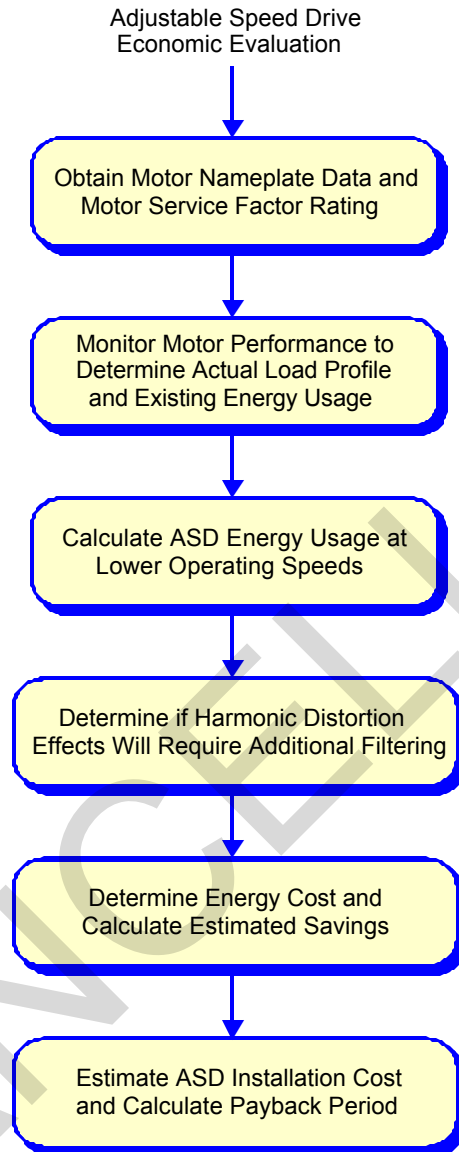 Adjustable Speed Drive
Economic Evaluation
Obtain Motor Nameplate Data and
Motor Service Factor Rating
Monitor Motor Performance to
Determine Actual Load Profile
and Existing Energy Usage
Calculate ASD Energy Usage at
Lower Operating Speeds
Determine if Harmonic Distortion
Effects Will Require Additional Filtering
Determine Energy Cost and
Calculate Estimated Savings
Estimate ASD Installation Cost
and Calculate Payback Period